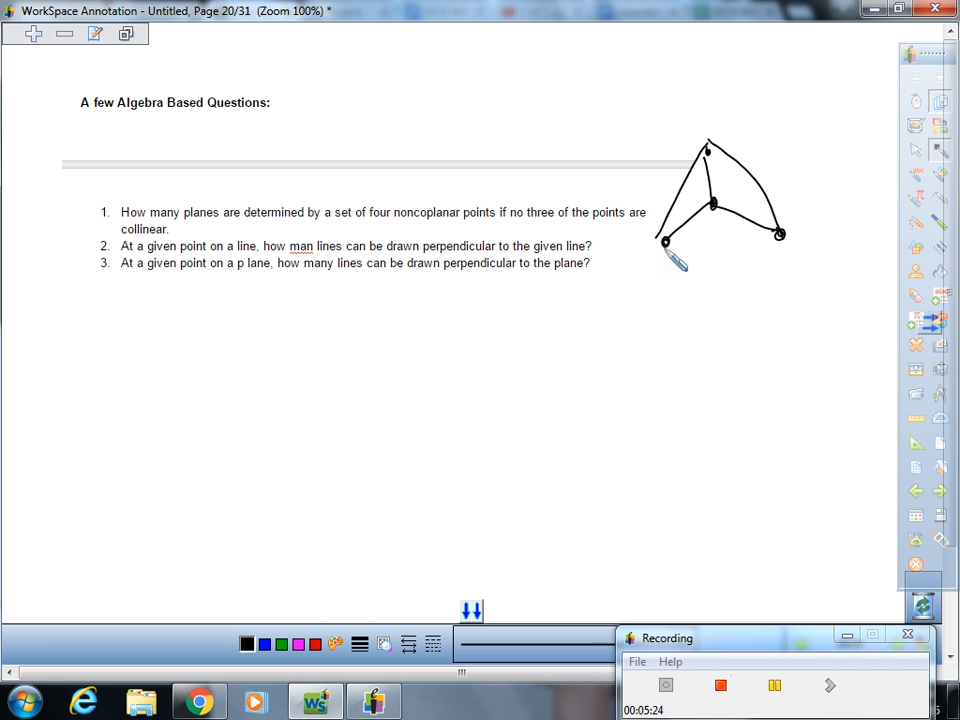 WorkSpace Annotation - Untitled, Page 20/31 (Zoom 100%) *
A few Algebra Based Questions:
1. How many planes are determined by a set of four noncoplanar points if no three of the points are
collinear.
2. At a given point on a line, how man lines can be drawn perpendicular to the given line?
3. At a given point on a p lane, how many lines can be drawn perpendicular to the plane?
Recording
File Help
00:05:24